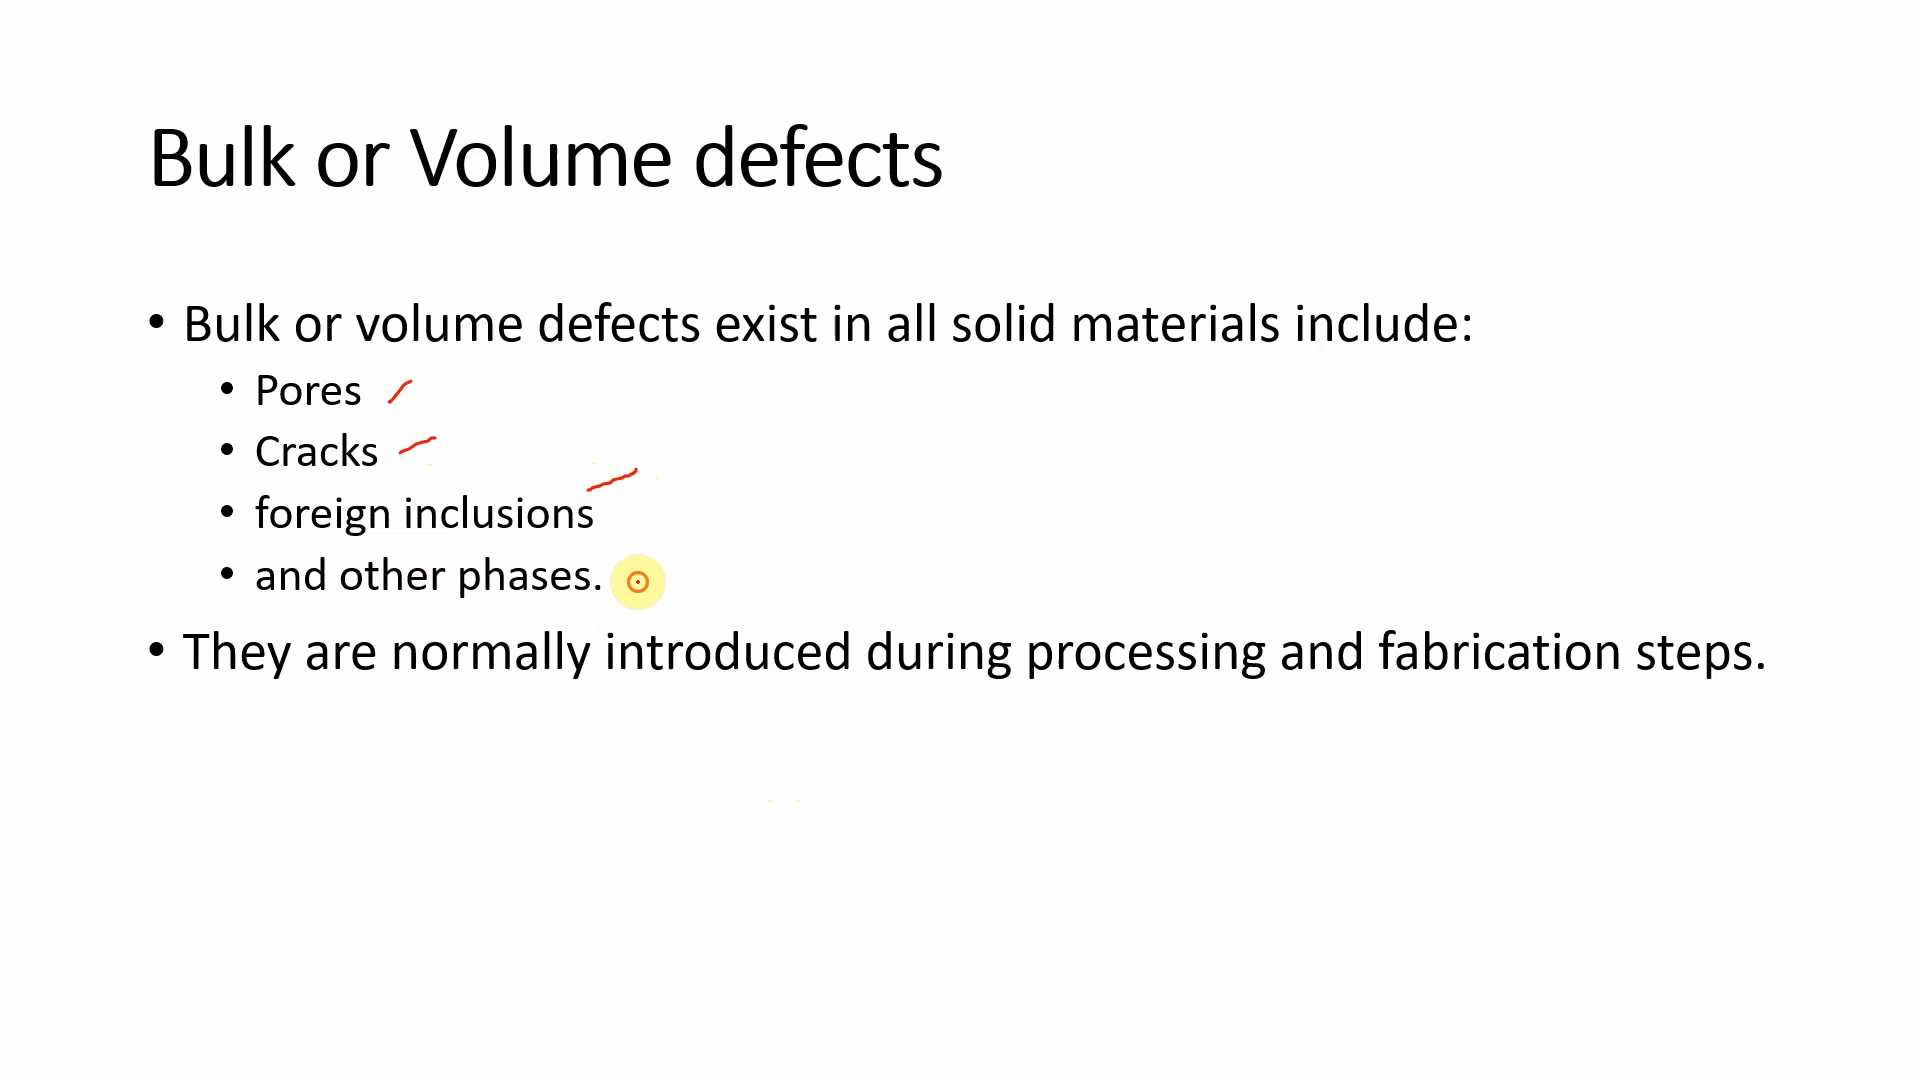 Bulk or Volume defects
• Bulk or volume defects exist in all solid materials include:
• Pores
• Cracks
• foreign inclusions
• and other phases.
• They are normally introduced during processing and fabrication steps.